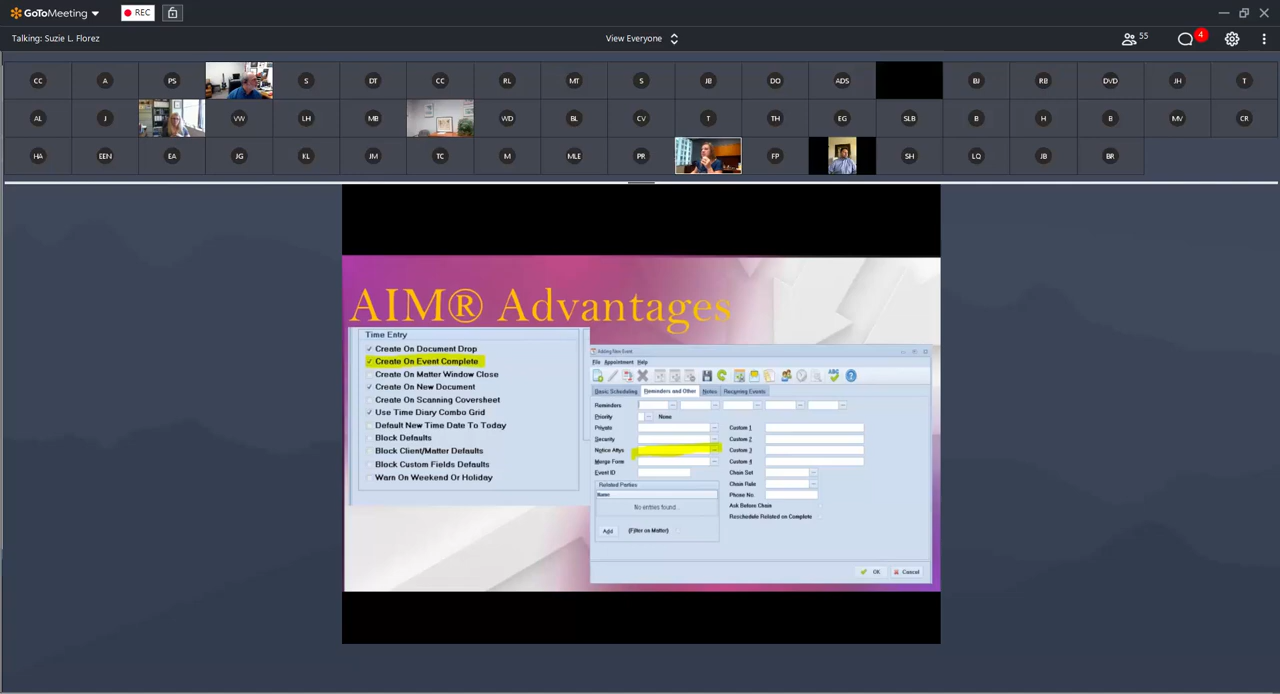 GoToMeeting
REC
Talking: Suzie L. Florez
View Everyone
55
4
CC
A
PS
S
DT
CC
RL
MT
S
JB
DO
ADS
BJ
RB
DVD
JH
T
AL
J
VW
LH
MB
WD
BL
CV
T
TH
EG
SLB
B
H
B
MV
CR
HA
EEN
EA
JG
KL
JM
TC
M
MLE
PR
FP
SH
LQ
JB
BR
AIM® Advantages
Time Entry
Create On Document Drop
Create On Event Complete
Create On Matter Window Close
Create On New Document
Create On Scanning Coversheet
Use Time Diary Combo Grid
Default New Time Date To Today
Block Defaults
Block Client/Matter Defaults
Block Custom Fields Defaults
Warn On Weekend Or Holiday
Adding New Event
File Appointment Help
ABC
Basic Scheduling
Reminders and Other
Notes
Recurring Events
Reminders
Priority
None
Private
Custom 1
Security
Custom 2
Notice Attys
Custom 3
Merge Form
Custom 4
Event ID
Chain Set
Related Parties
Chain Rule
Name
Phone No
No entries found...
Ask Before Chain
Reschedule Related on Complete
Add
(Filter on Matter)
OK
Cancel